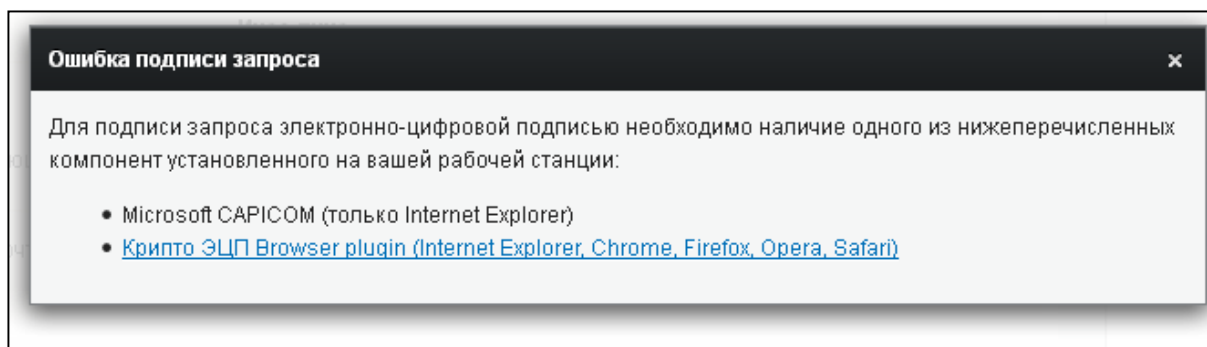 Ошибка подписи запроса
×
Для подписи запроса электронно-цифровой подписью необходимо наличие одного из нижеперечисленных
компонент установленного на вашей рабочей станции:
• Microsoft CAPICOM (только Internet Explorer)
• Крипто ЭЦП Browser plugin (Internet Explorer, Chrome, Firefox, Opera, Safari)